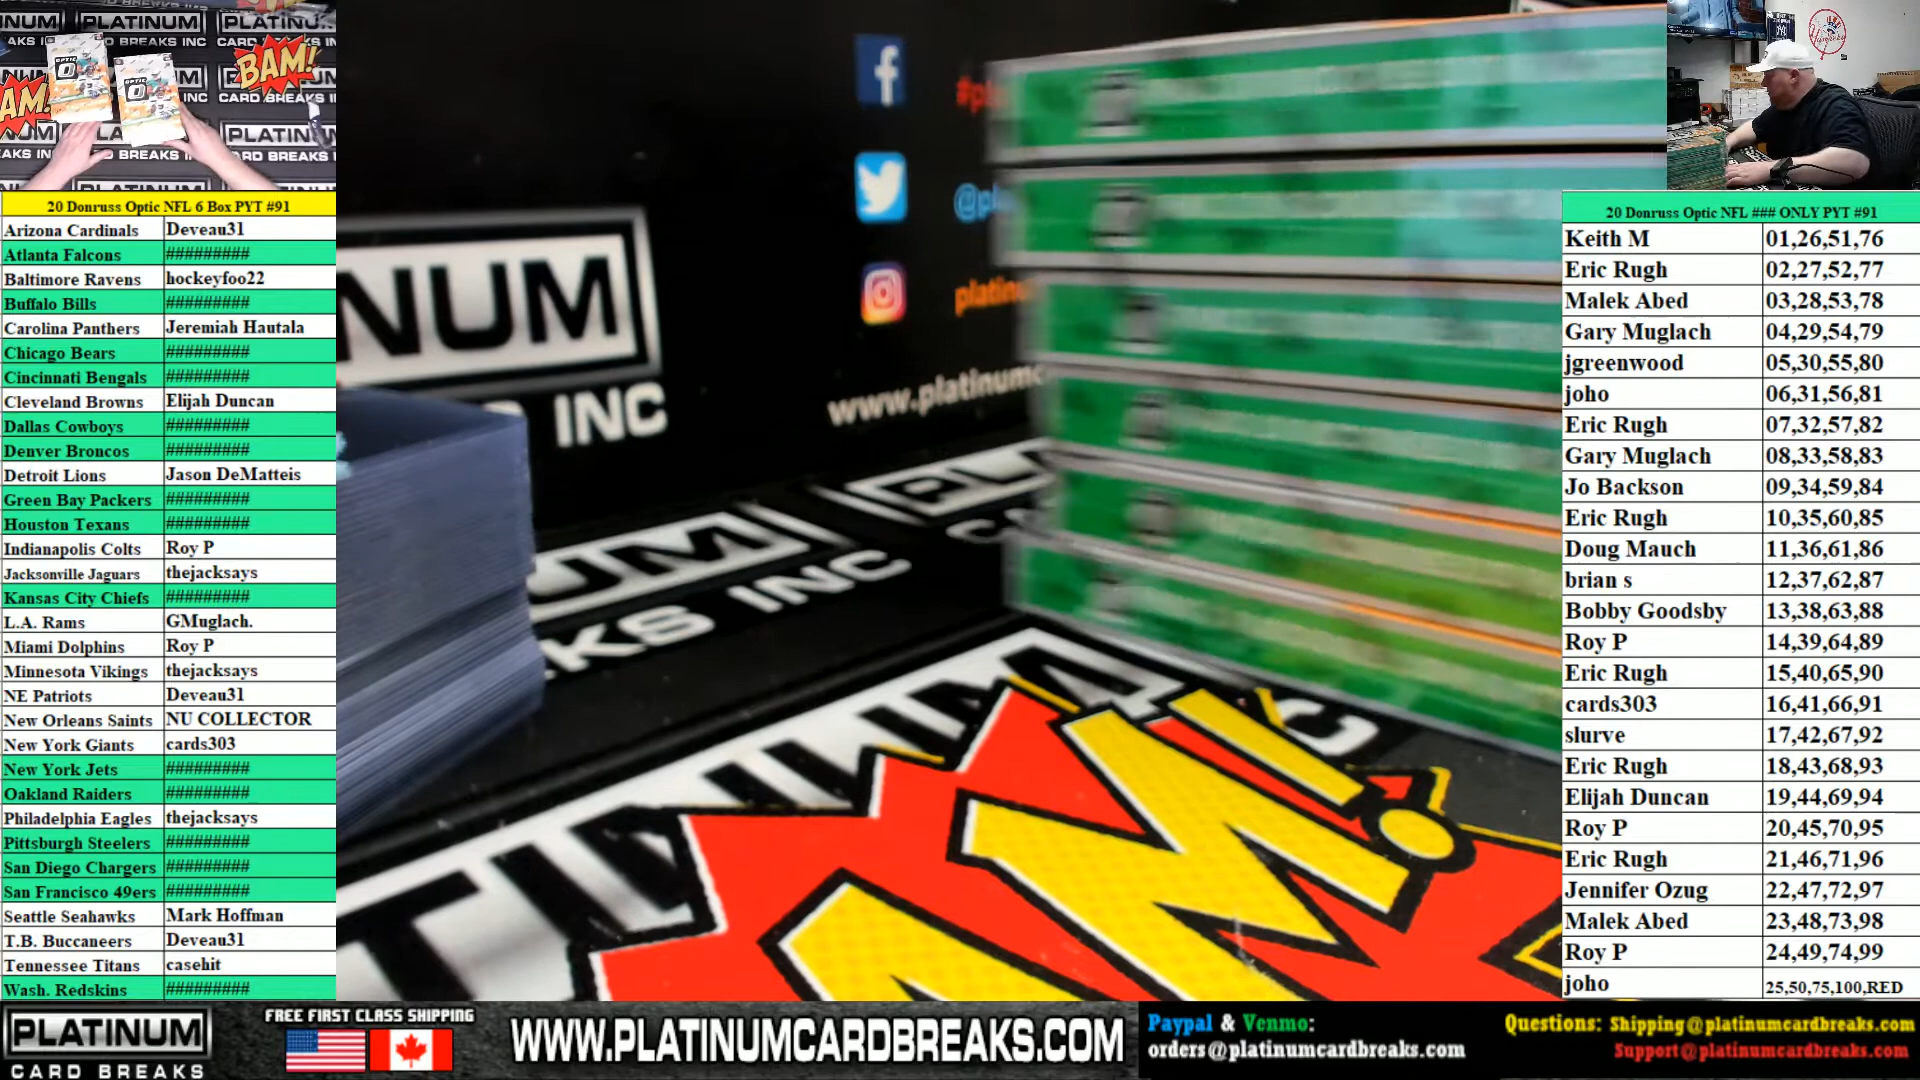 20 Donruss Optic NFL 6 Box PYT #91
Arizona Cardinals Deveau31
Atlanta Falcons #########
Baltimore Ravens hockeyfoo22
Buffalo Bills #########
Carolina Panthers Jeremiah Hautala
Chicago Bears #########
Cincinnati Bengals #########
Cleveland Browns Elijah Duncan
Dallas Cowboys #########
Denver Broncos #########
Detroit Lions Jason DeMatteis
Green Bay Packers #########
Houston Texans #########
Indianapolis Colts Roy P
Jacksonville Jaguars thejacksays
Kansas City Chiefs #########
L.A. Rams GMuglach.
Miami Dolphins Roy P
Minnesota Vikings thejacksays
NE Patriots Deveau31
New Orleans Saints NU COLLECTOR
New York Giants cards303
New York Jets #########
Oakland Raiders #########
Philadelphia Eagles thejacksays
Pittsburgh Steelers #########
San Diego Chargers #########
San Francisco 49ers #########
Seattle Seahawks Mark Hoffman
T.B. Buccaneers Deveau31
Tennessee Titans casehit
Wash. Redskins #########
PLATINUM
CARD BREAKS INC
BAM!
OPTIC
OPTIC
NUM
INC
www.platinumc
20 Donruss Optic NFL ### ONLY PYT #91
Keith M 01,26,51,76
Eric Rugh 02,27,52,77
Malek Abed 03,28,53,78
Gary Muglach 04,29,54,79
jgreenwood 05,30,55,80
joho 06,31,56,81
Eric Rugh 07,32,57,82
Gary Muglach 08,33,58,83
Jo Backson 09,34,59,84
Eric Rugh 10,35,60,85
Doug Mauch 11,36,61,86
brian s 12,37,62,87
Bobby Goodsby 13,38,63,88
Roy P 14,39,64,89
Eric Rugh 15,40,65,90
cards303 16,41,66,91
slurve 17,42,67,92
Eric Rugh 18,43,68,93
Elijah Duncan 19,44,69,94
Roy P 20,45,70,95
Eric Rugh 21,46,71,96
Jennifer Ozug 22,47,72,97
Malek Abed 23,48,73,98
Roy P 24,49,74,99
joho 25,50,75,100,RED
PLATINUM
CARD BREAKS
FREE FIRST CLASS SHIPPING
WWW.PLATINUMCARDBREAKS.COM
Paypal & Venmo:
orders@platinumcardbreaks.com
Questions: Shipping@platinumcardbreaks.com
Support@platinumcardbreaks.com